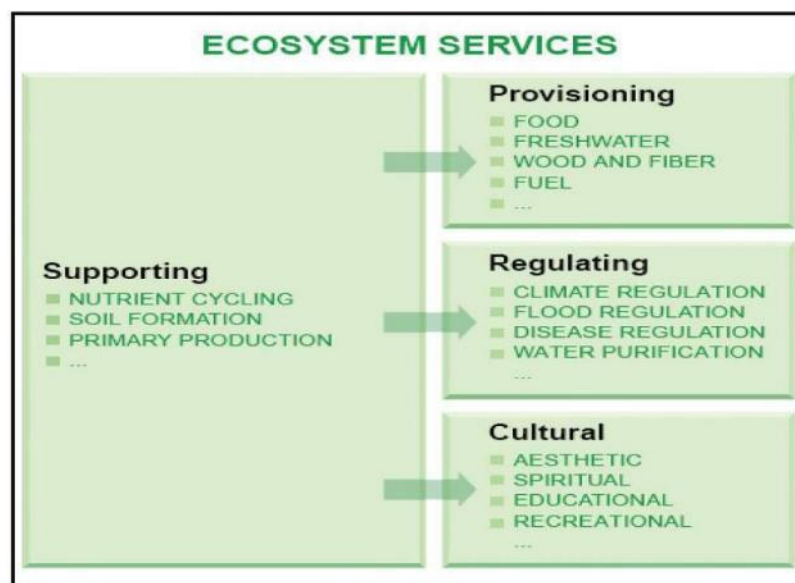 ECOSYSTEM SERVICES
Supporting
NUTRIENT CYCLING
SOIL FORMATION
PRIMARY PRODUCTION
...
Provisioning
FOOD
FRESHWATER
WOOD AND FIBER
FUEL
...
Regulating
CLIMATE REGULATION
FLOOD REGULATION
DISEASE REGULATION
WATER PURIFICATION
...
Cultural
AESTHETIC
SPIRITUAL
EDUCATIONAL
RECREATIONAL
...